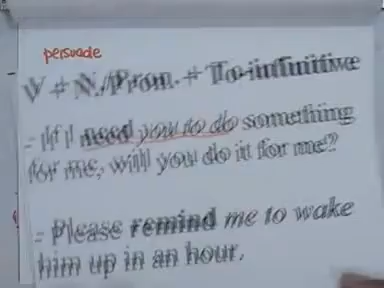 persuade
V + N/Pron. + To-infinitive
- If I need you to do something
for me, will you do it for me?
- Please remind me to wake
him up in an hour.